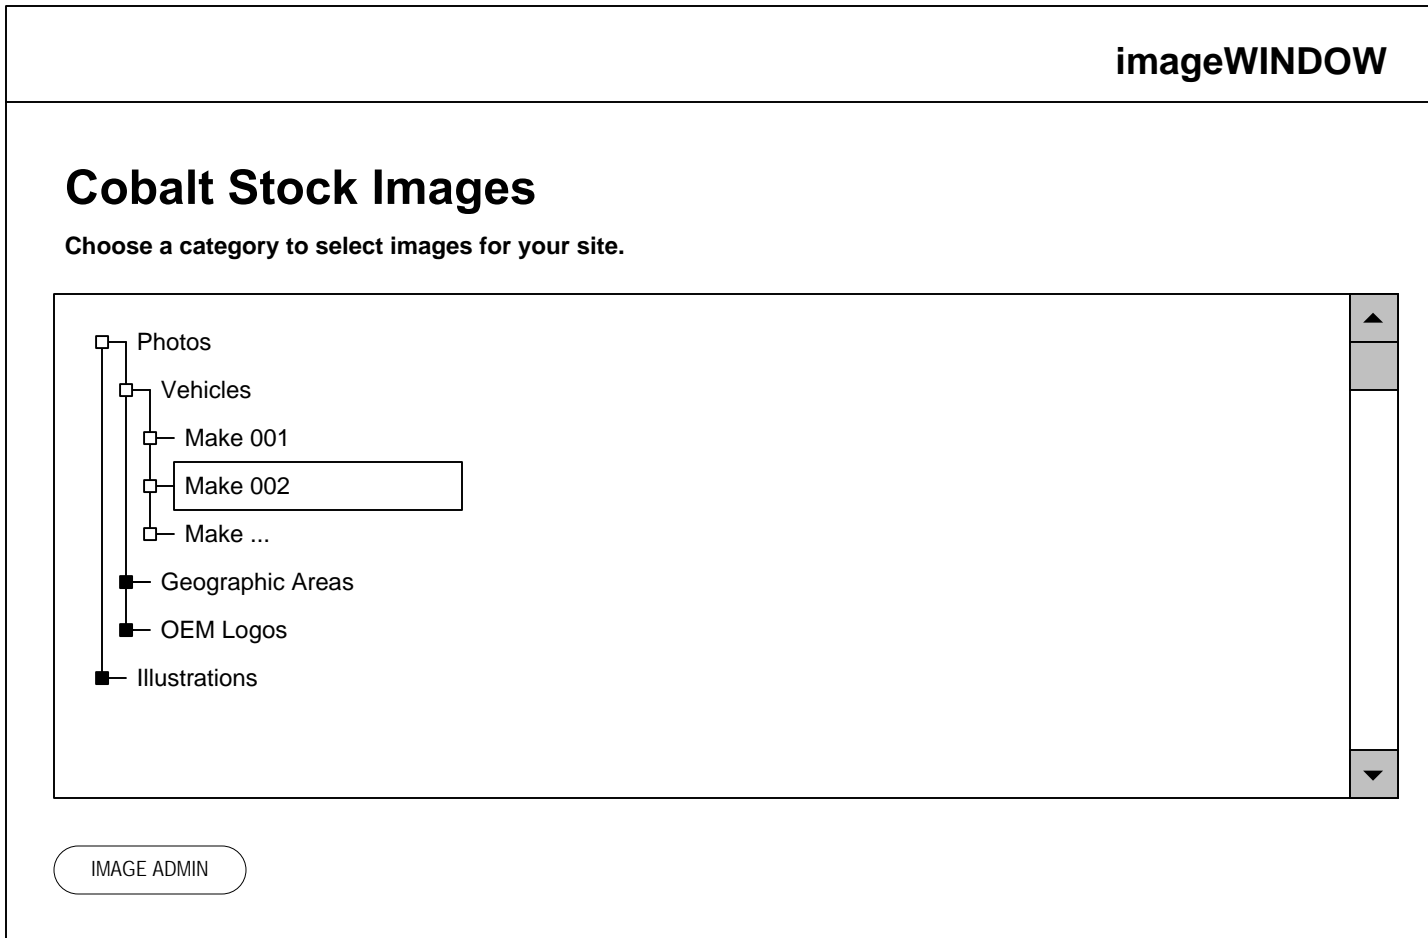 imageWINDOW
Cobalt Stock Images
Choose a category to select images for your site.
Photos
Vehicles
Make 001
Make 002
Make ...
Geographic Areas
OEM Logos
Illustrations
IMAGE ADMIN